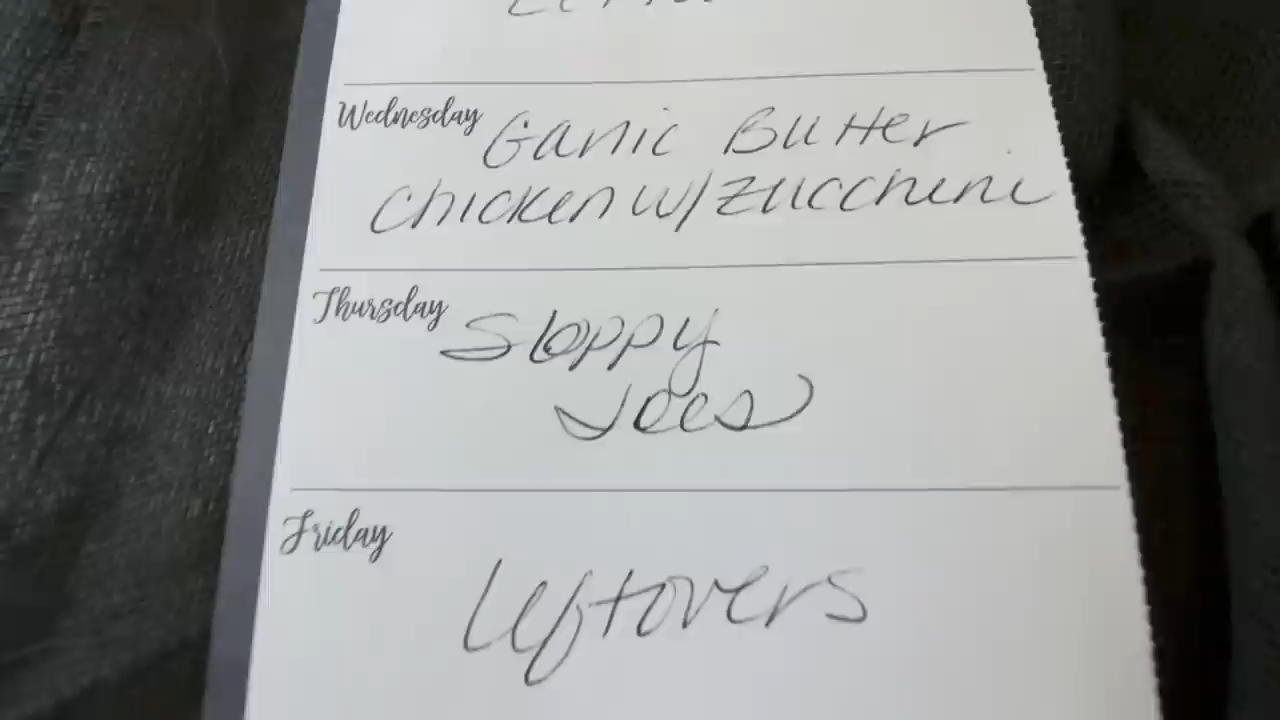 Wednesday Ganic Butter
Chicken w/Zucchini
Thursday Sloppy
Joes
Friday
Leftovers